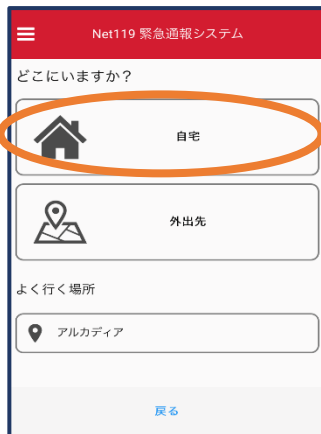 Net119 緊急通報システム
どこにいますか？
自宅
外出先
よく行く場所
アルカディア
戻る